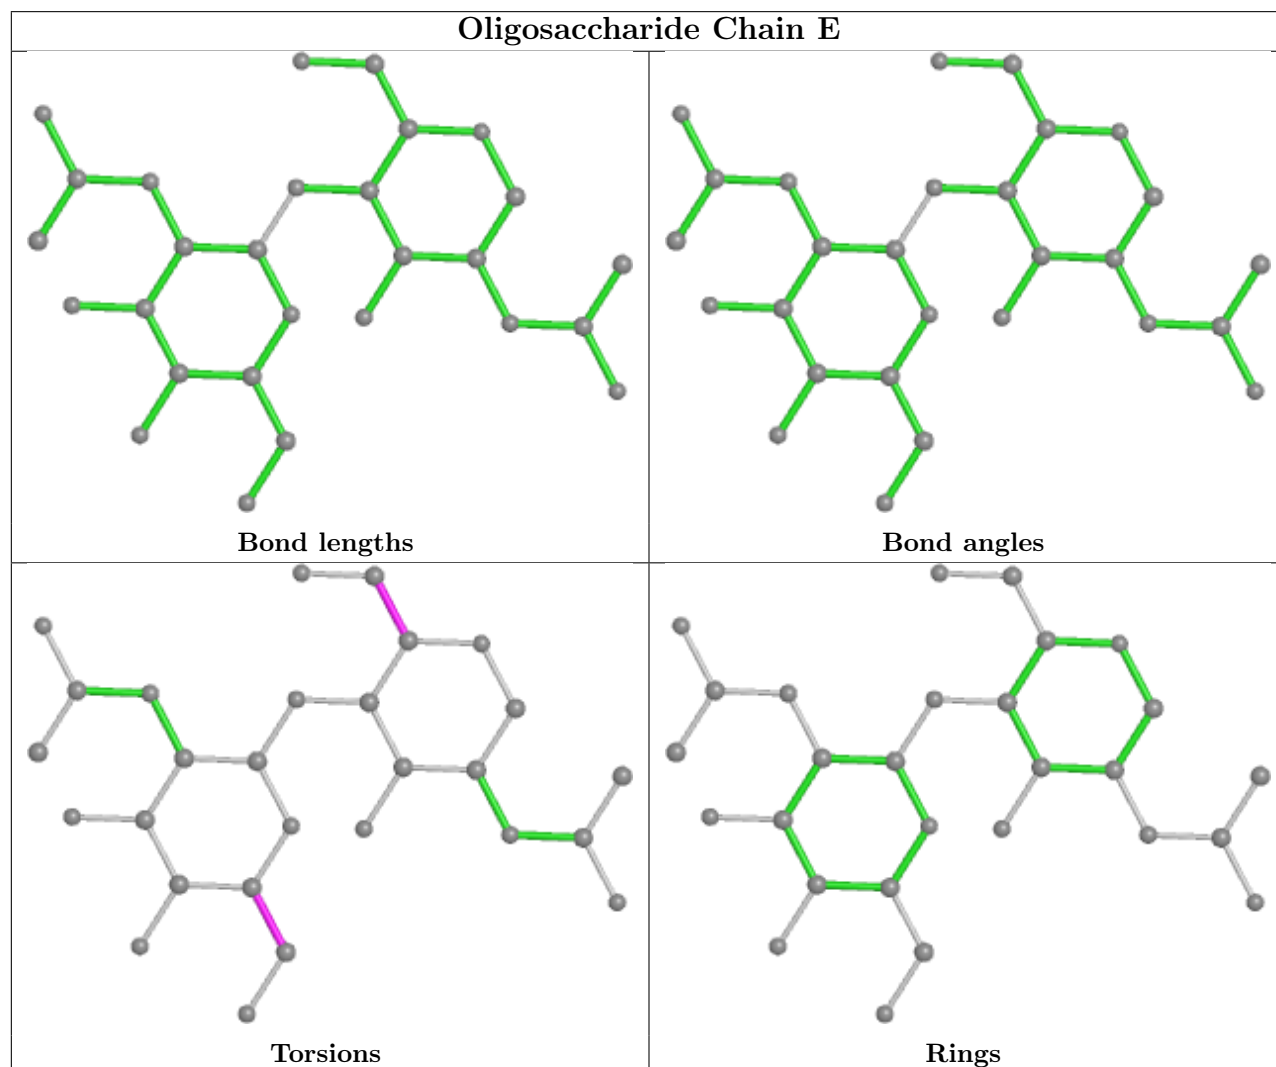 Oligosaccharide Chain E
Bond lengths
Bond angles
Torsions
Rings